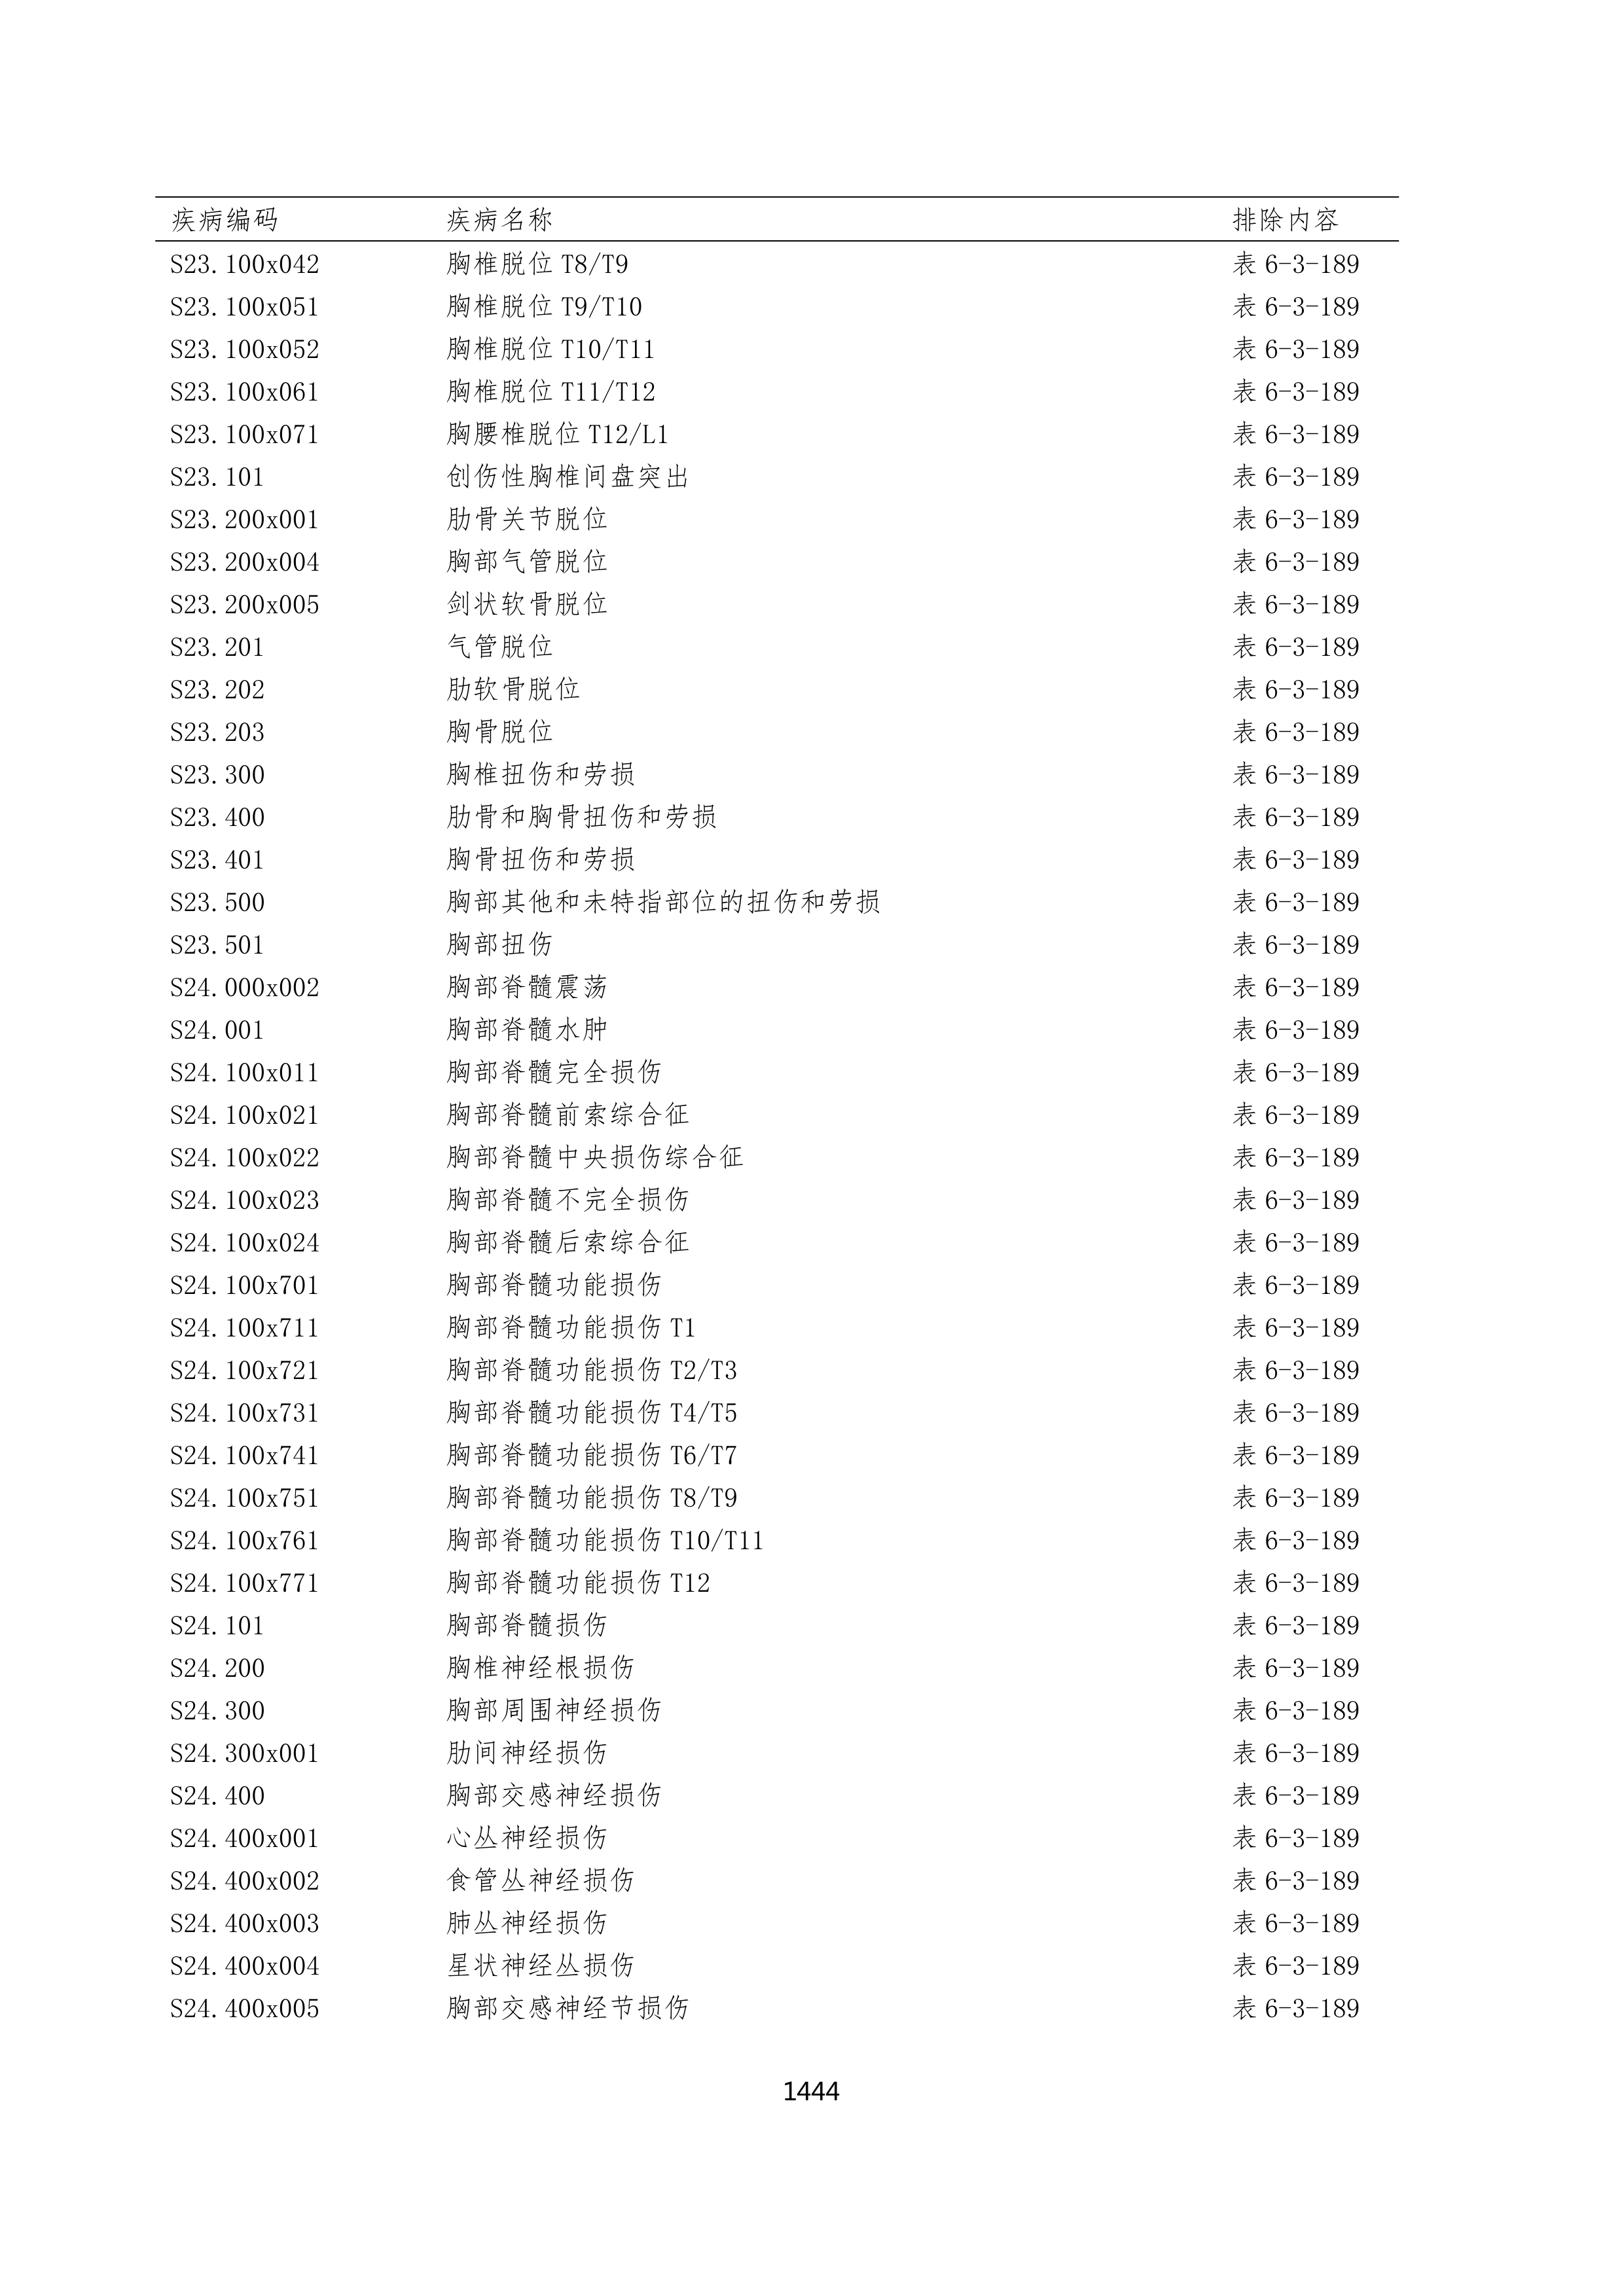 疾病编码 疾病名称 排除内容
S23.100x042 胸椎脱位 T8/T9 表 6-3-189
S23.100x051 胸椎脱位 T9/T10 表 6-3-189
S23.100x052 胸椎脱位 T10/T11 表 6-3-189
S23.100x061 胸椎脱位 T11/T12 表 6-3-189
S23.100x071 胸腰椎脱位 T12/L1 表 6-3-189
S23.101 创伤性胸椎间盘突出 表 6-3-189
S23.200x001 肋骨关节脱位 表 6-3-189
S23.200x004 胸部气管脱位 表 6-3-189
S23.200x005 剑状软骨脱位 表 6-3-189
S23.201 气管脱位 表 6-3-189
S23.202 肋软骨脱位 表 6-3-189
S23.203 胸骨脱位 表 6-3-189
S23.300 胸椎扭伤和劳损 表 6-3-189
S23.400 肋骨和胸骨扭伤和劳损 表 6-3-189
S23.401 胸骨扭伤和劳损 表 6-3-189
S23.500 胸部其他和未特指部位的扭伤和劳损 表 6-3-189
S23.501 胸部扭伤 表 6-3-189
S24.000x002 胸部脊髓震荡 表 6-3-189
S24.001 胸部脊髓水肿 表 6-3-189
S24.100x011 胸部脊髓完全损伤 表 6-3-189
S24.100x021 胸部脊髓前索综合征 表 6-3-189
S24.100x022 胸部脊髓中央损伤综合征 表 6-3-189
S24.100x023 胸部脊髓不完全损伤 表 6-3-189
S24.100x024 胸部脊髓后索综合征 表 6-3-189
S24.100x701 胸部脊髓功能损伤 表 6-3-189
S24.100x711 胸部脊髓功能损伤 T1 表 6-3-189
S24.100x721 胸部脊髓功能损伤 T2/T3 表 6-3-189
S24.100x731 胸部脊髓功能损伤 T4/T5 表 6-3-189
S24.100x741 胸部脊髓功能损伤 T6/T7 表 6-3-189
S24.100x751 胸部脊髓功能损伤 T8/T9 表 6-3-189
S24.100x761 胸部脊髓功能损伤 T10/T11 表 6-3-189
S24.100x771 胸部脊髓功能损伤 T12 表 6-3-189
S24.101 胸部脊髓损伤 表 6-3-189
S24.200 胸椎神经根损伤 表 6-3-189
S24.300 胸部周围神经损伤 表 6-3-189
S24.300x001 肋间神经损伤 表 6-3-189
S24.400 胸部交感神经损伤 表 6-3-189
S24.400x001 心丛神经损伤 表 6-3-189
S24.400x002 食管丛神经损伤 表 6-3-189
S24.400x003 肺丛神经损伤 表 6-3-189
S24.400x004 星状神经丛损伤 表 6-3-189
S24.400x005 胸部交感神经节损伤 表 6-3-189
1444